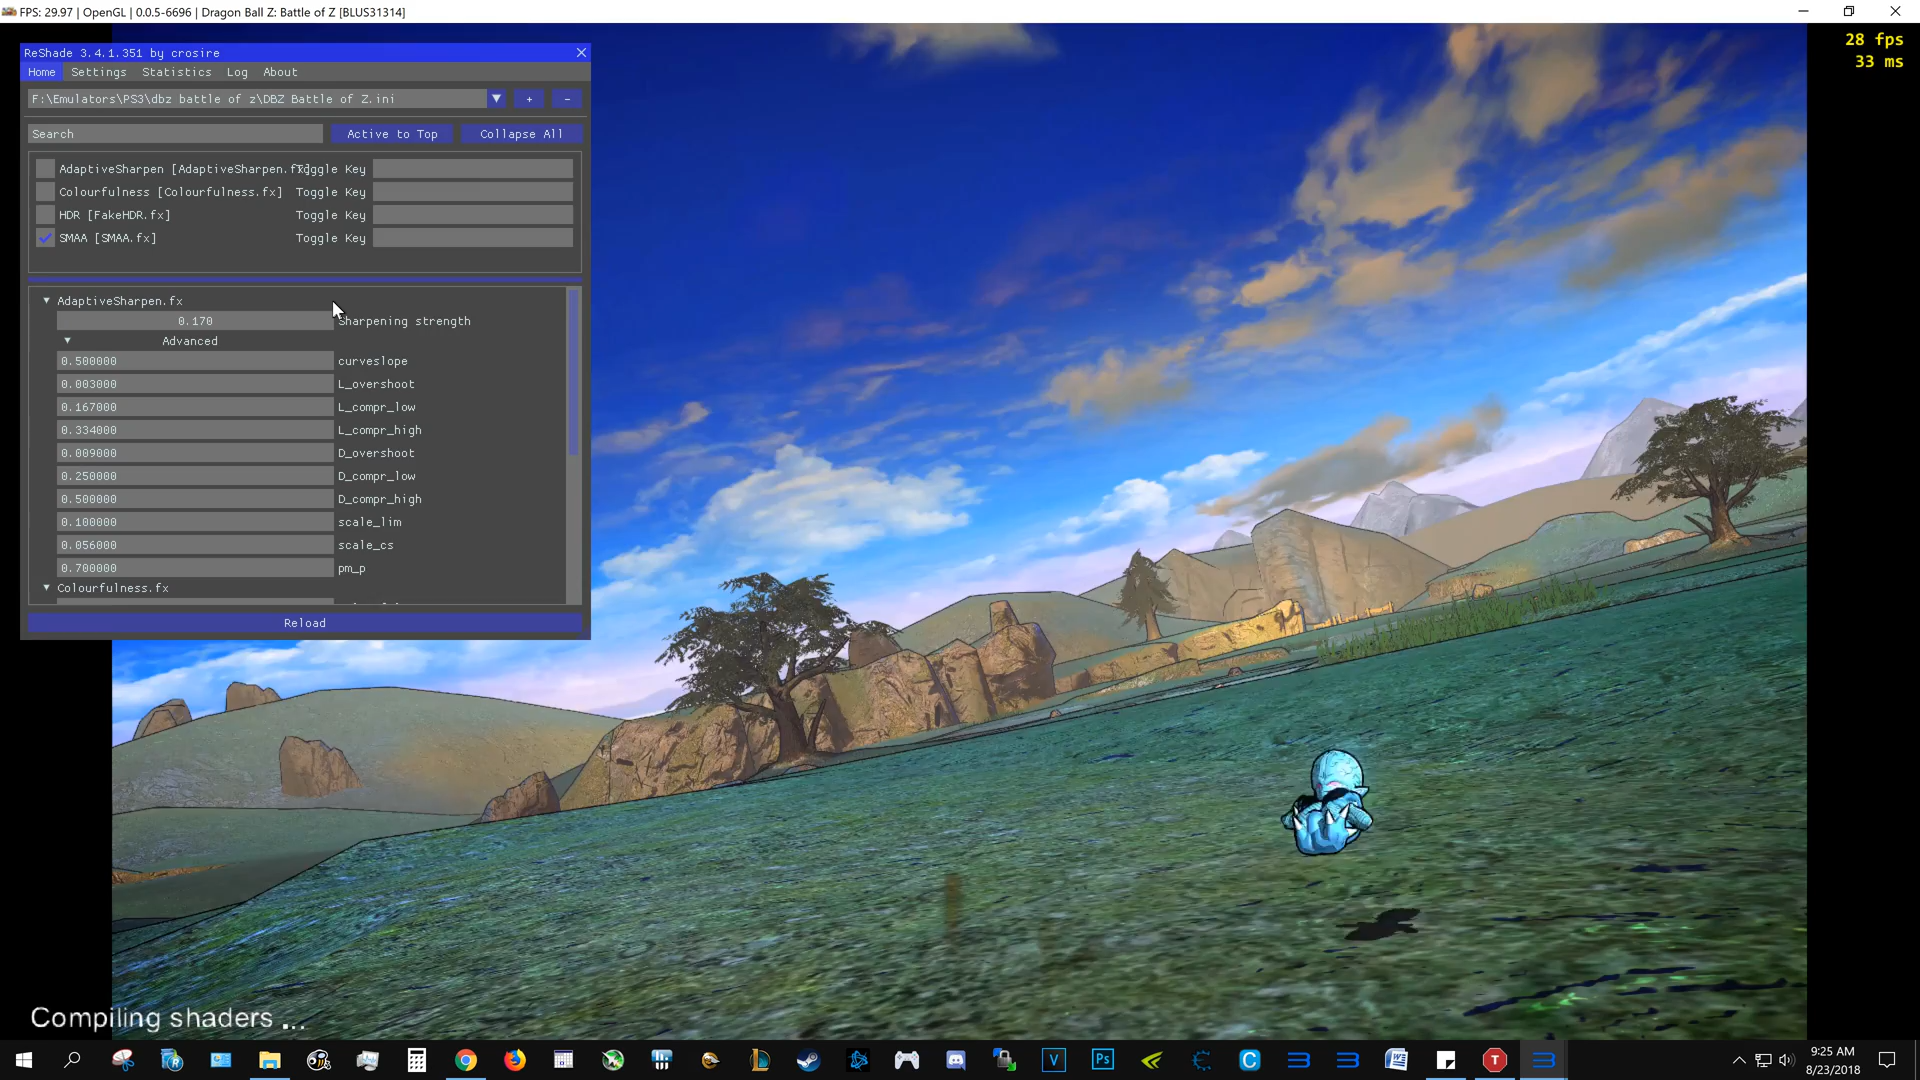 FPS: 29.97 | OpenGL | 0.0.5-6696 | Dragon Ball Z: Battle of Z [BLUS31314]
28 fps
33 ms
ReShade 3.4.1.351 by crosire
Home Settings Statistics Log About
F:\Emulators\PS3\dbz battle of z\DBZ Battle of Z.ini
+ -
Search Active to Top Collapse All
AdaptiveSharpen [AdaptiveSharpen.fx] Toggle Key
Colourfulness [Colourfulness.fx] Toggle Key
HDR [FakeHDR.fx] Toggle Key
SMAA [SMAA.fx] Toggle Key
AdaptiveSharpen.fx
0.170 Sharpening strength
Advanced
0.500000 curveslope
0.003000 L_overshoot
0.167000 L_compr_low
0.334000 L_compr_high
0.009000 D_overshoot
0.250000 D_compr_low
0.500000 D_compr_high
0.100000 scale_lim
0.056000 scale_cs
0.700000 pm_p
Colourfulness.fx
Reload
Compiling shaders ...
9:25 AM
8/23/2018